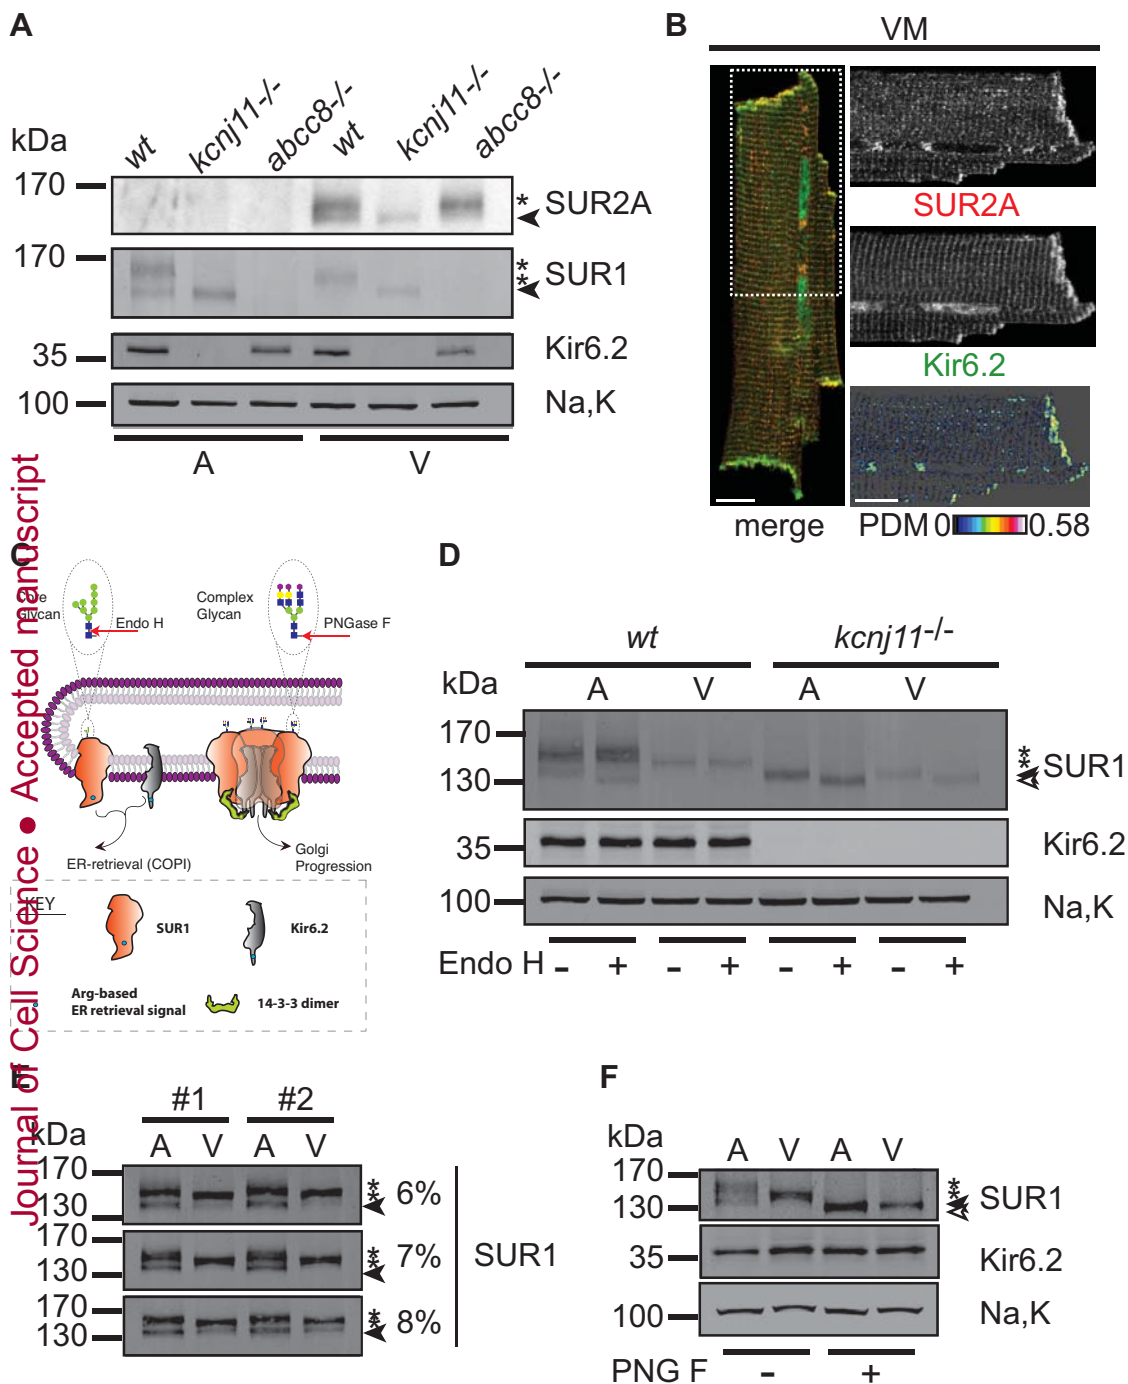 A
kDa
wt
kcnj11-/-
abcc8-/-
wt
kcnj11-/-
abcc8-/-
170
* SUR2A
170
* * SUR1
35
Kir6.2
100
Na,K
A V
B
VM
SUR2A
Kir6.2
merge
PDM 0 0.58
Journal of Cell Science ● Accepted manuscript
C
Core Glycan
Endo H
Complex Glycan
PNGase F
ER-retrieval (COPI)
Golgi Progression
KEY
SUR1
Kir6.2
Arg-based
ER retrieval signal
14-3-3 dimer
D
wt kcnj11-/-
kDa A V A V
170
130
* * SUR1
35
Kir6.2
100
Na,K
Endo H - + - + - + - +
E
#1 #2
kDa A V A V
170
130
* * 6%
170
130
* * 7%
170
130
* * 8%
SUR1
F
kDa A V A V
170
130
* * SUR1
35
Kir6.2
100
Na,K
PNG F - +